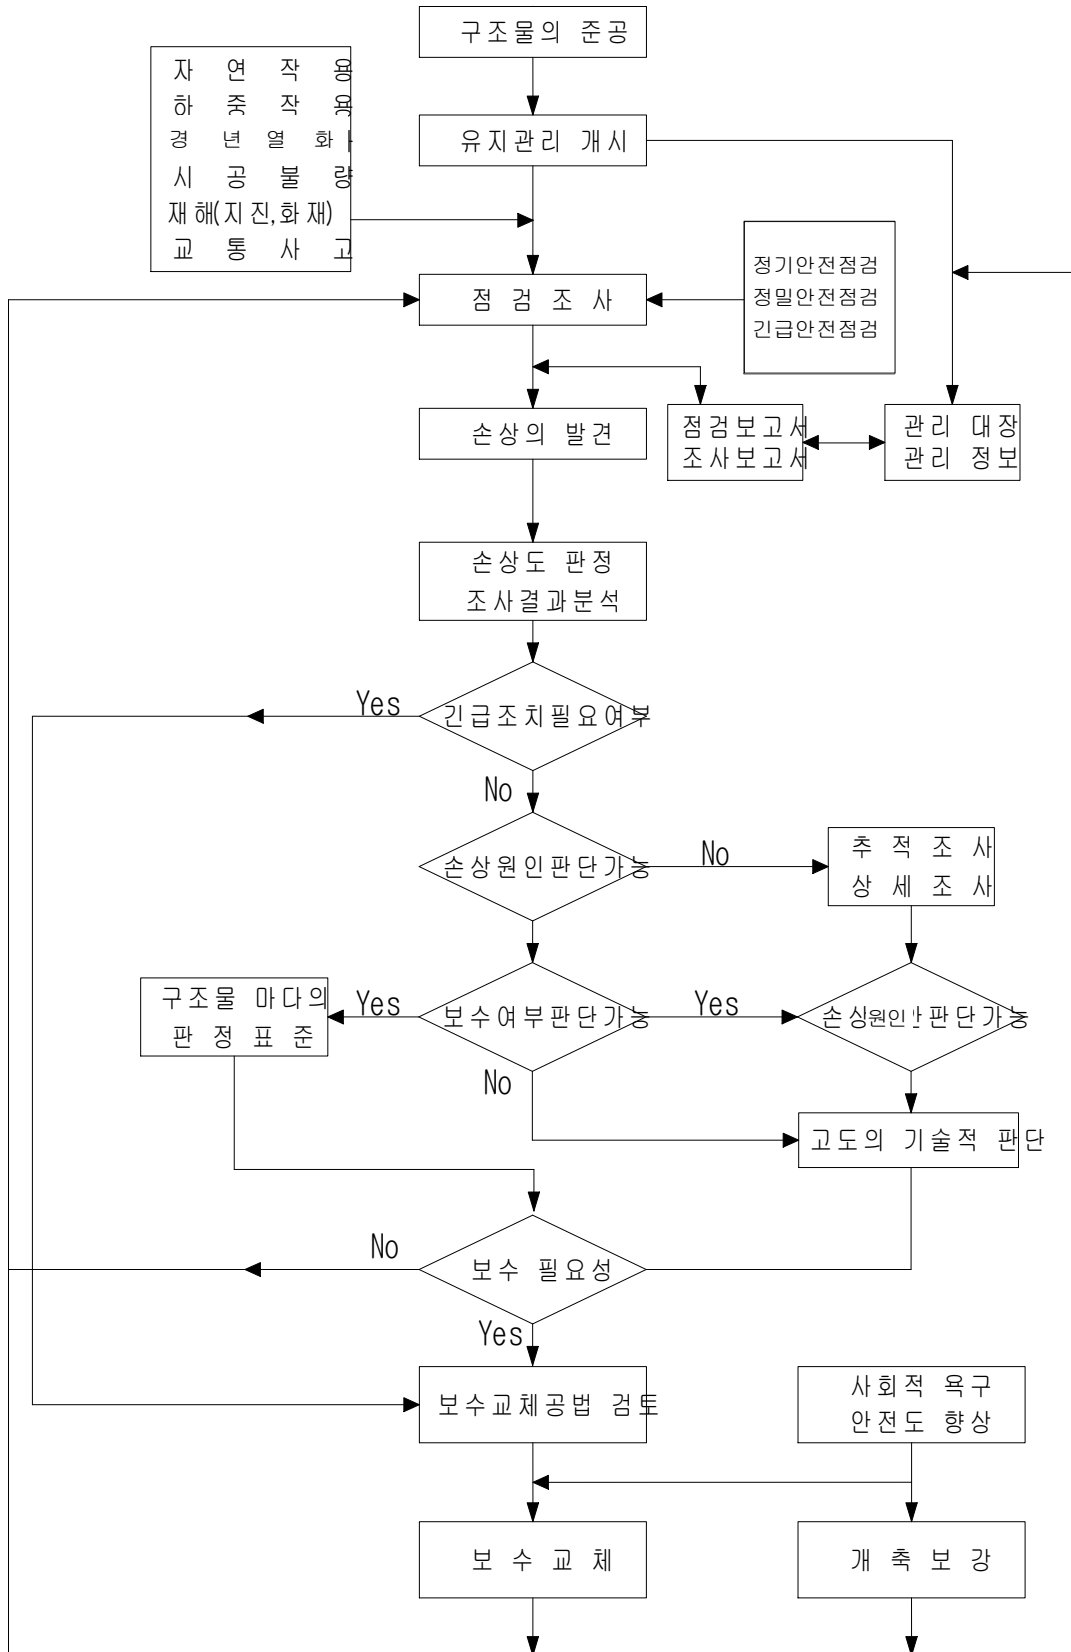 구조물의 준공
자 연 작 용
하 중 작 용
경 년 열 화
시 공 불 량
재해(지진,화재)
교 통 사 고
유지관리 개시
정기안전점검
정밀안전점검
긴급안전점검
점 검 조 사
손상의 발견
점검보고서
조사보고서
관리 대장
관리 정보
손상도 판정
조사결과분석
긴급조치필요여부
Yes
No
손상원인판단가능
No
추 적 조 사
상 세 조 사
구조물 마다의
판 정 표 준
Yes
보수여부판단가능
Yes
손상원인 판단가능
No
고도의 기술적 판단
보수 필요성
No
Yes
보수교체공법 검토
사회적 욕구
안전도 향상
보 수 교 체
개 축 보 강